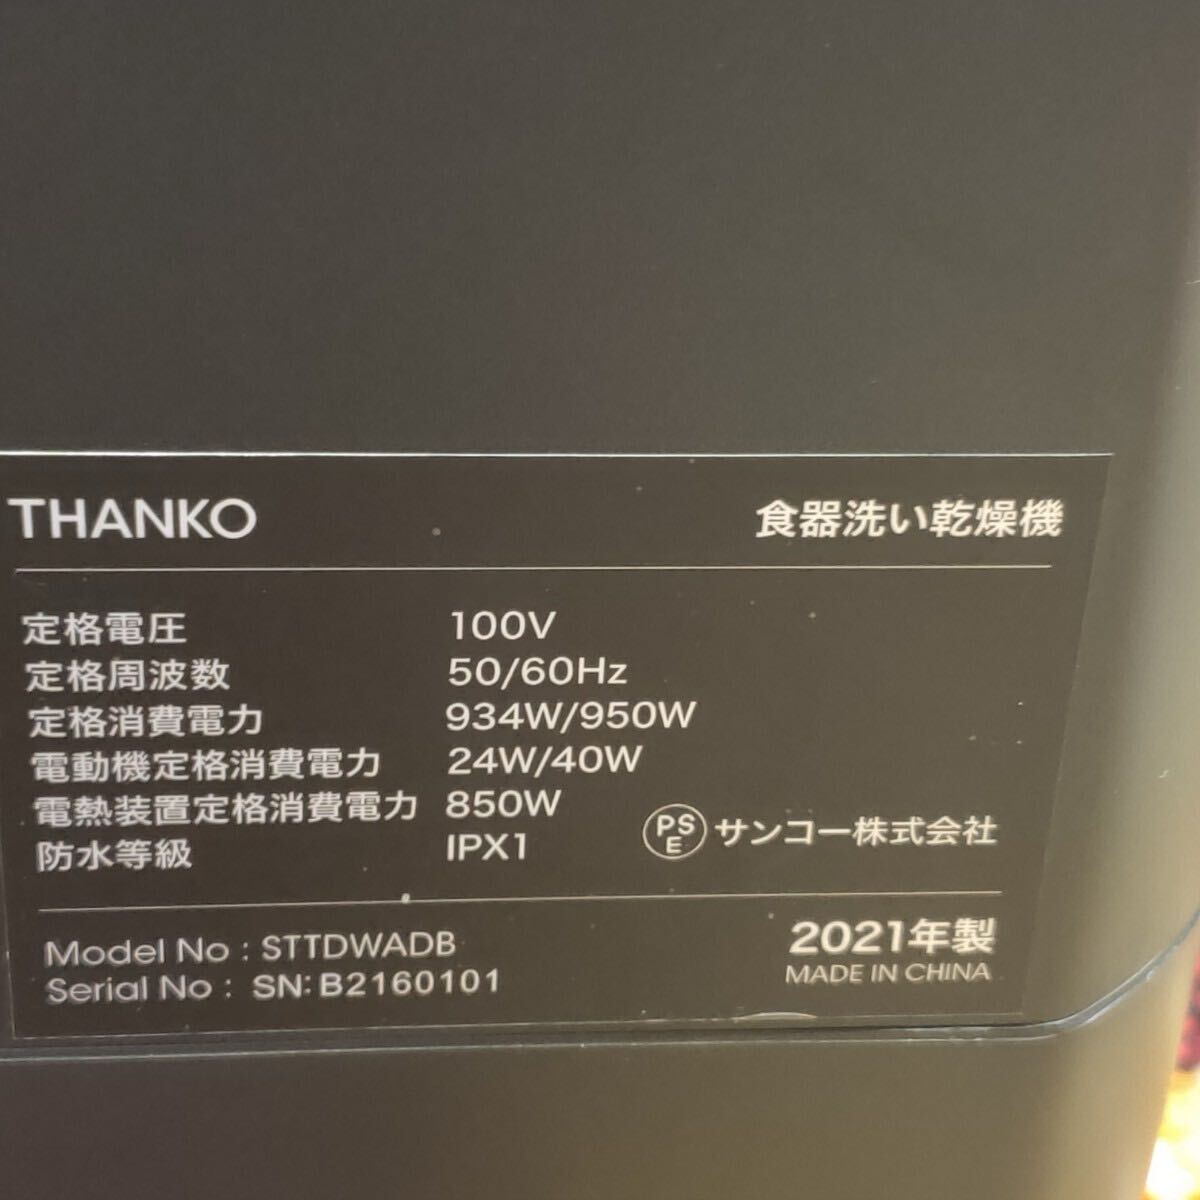 THANKO 食器洗い乾燥機
定格電圧 100V
定格周波数 50/60Hz
定格消費電力 934W/950W
電動機定格消費電力 24W/40W
電熱装置定格消費電力 850W
防水等級 IPX1
PSE サンコー株式会社
Model No : STTDWADB
2021年製
Serial No : SN: B2160101
MADE IN CHINA